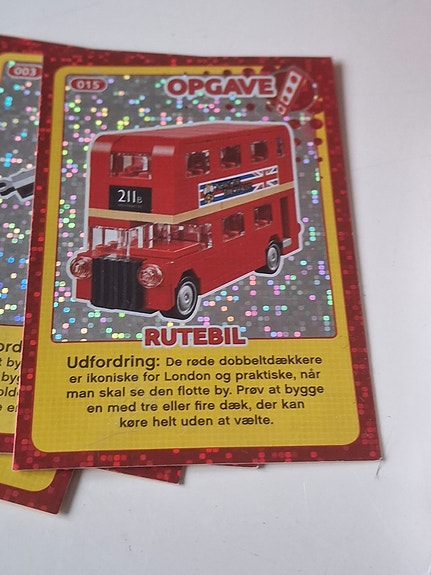 003
015
OPGAVE
211B
RUTEBIL
Udfordring: De røde dobbeltdækkere
er ikoniske for London og praktiske, når
man skal se den flotte by. Prøv at bygge
en med tre eller fire dæk, der kan
køre helt uden at vælte.